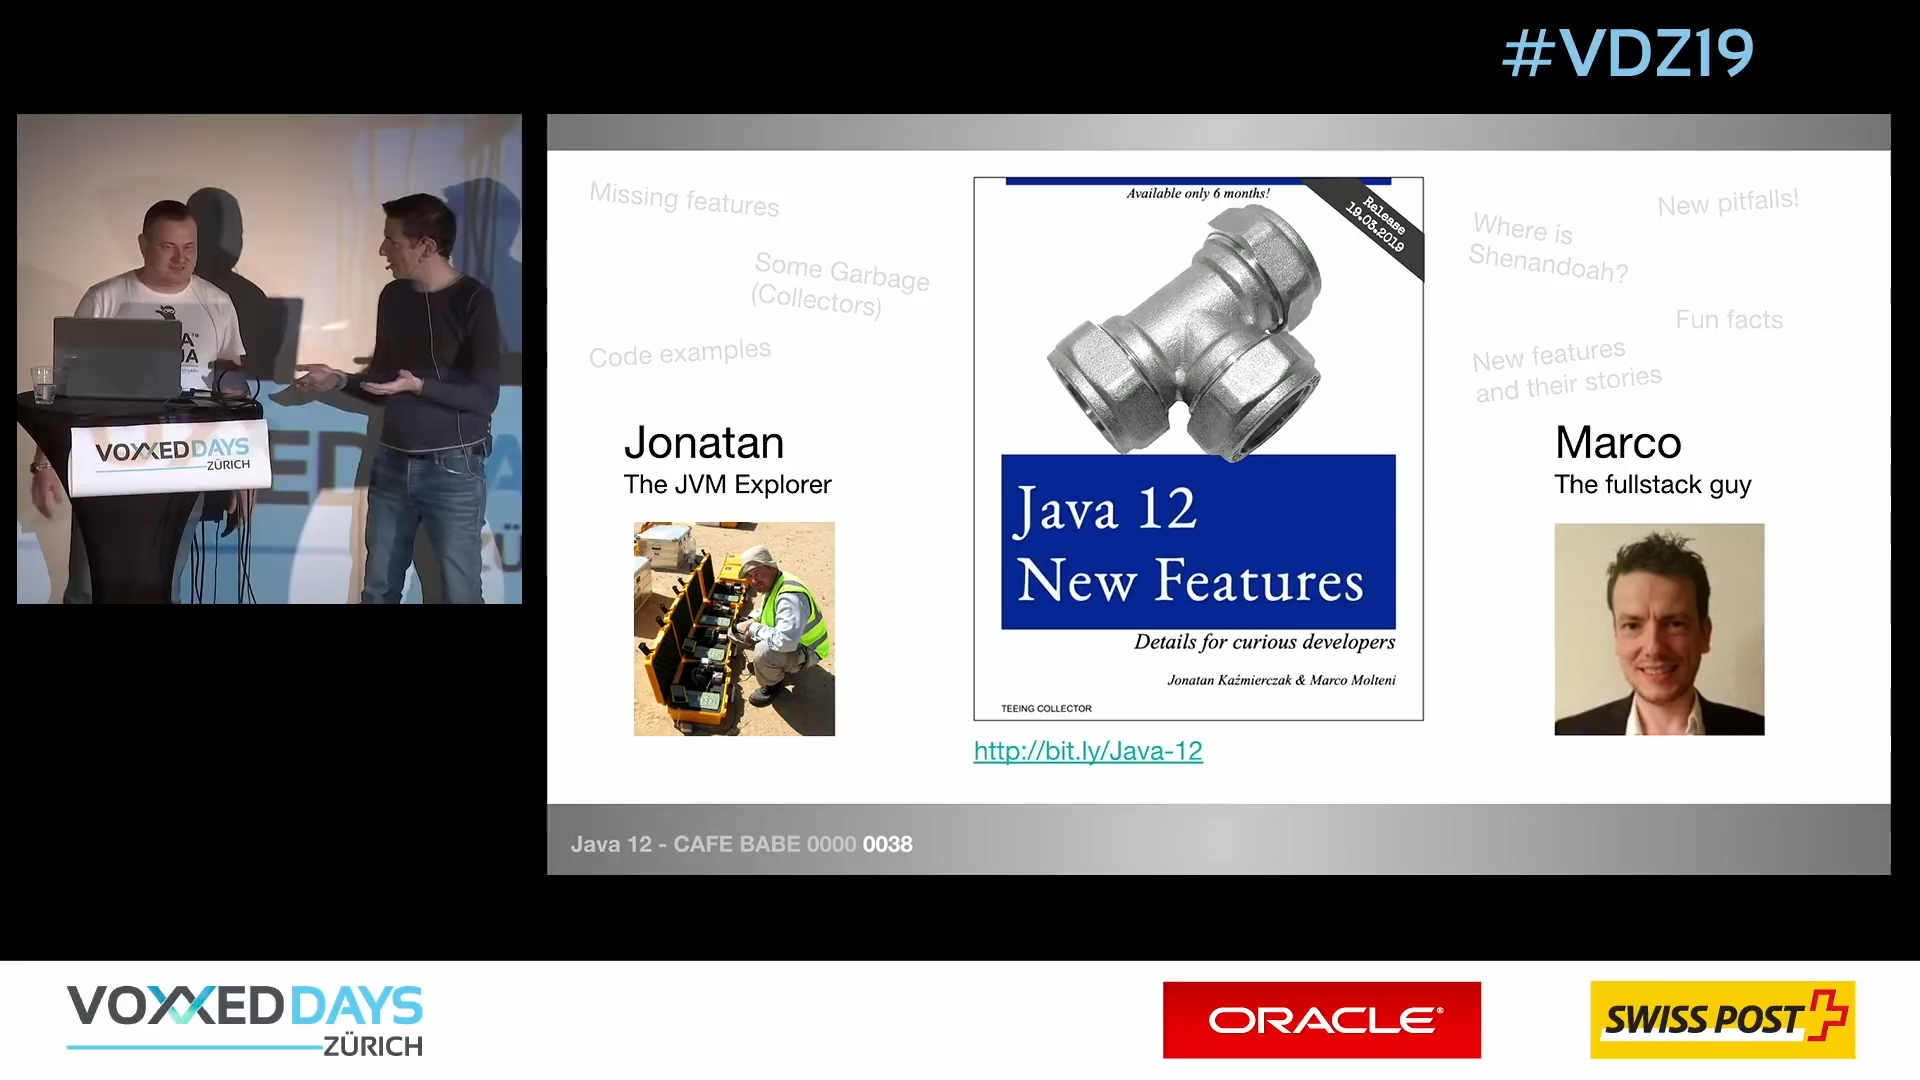 #VDZ19
Missing features
Some Garbage
(Collectors)
Code examples
Jonatan
The JVM Explorer
Available only 6 months!
Release
19.03.2019
Java 12
New Features
Details for curious developers
Jonatan Kaźmierczak & Marco Molteni
TEEING COLLECTOR
http://bit.ly/Java-12
New pitfalls!
Where is
Shenandoah?
Fun facts
New features
and their stories
Marco
The fullstack guy
Java 12 - CAFE BABE 0000 0038
VOXXED DAYS
ZÜRICH
VOXXED DAYS
ZÜRICH
ORACLE®
SWISS POST